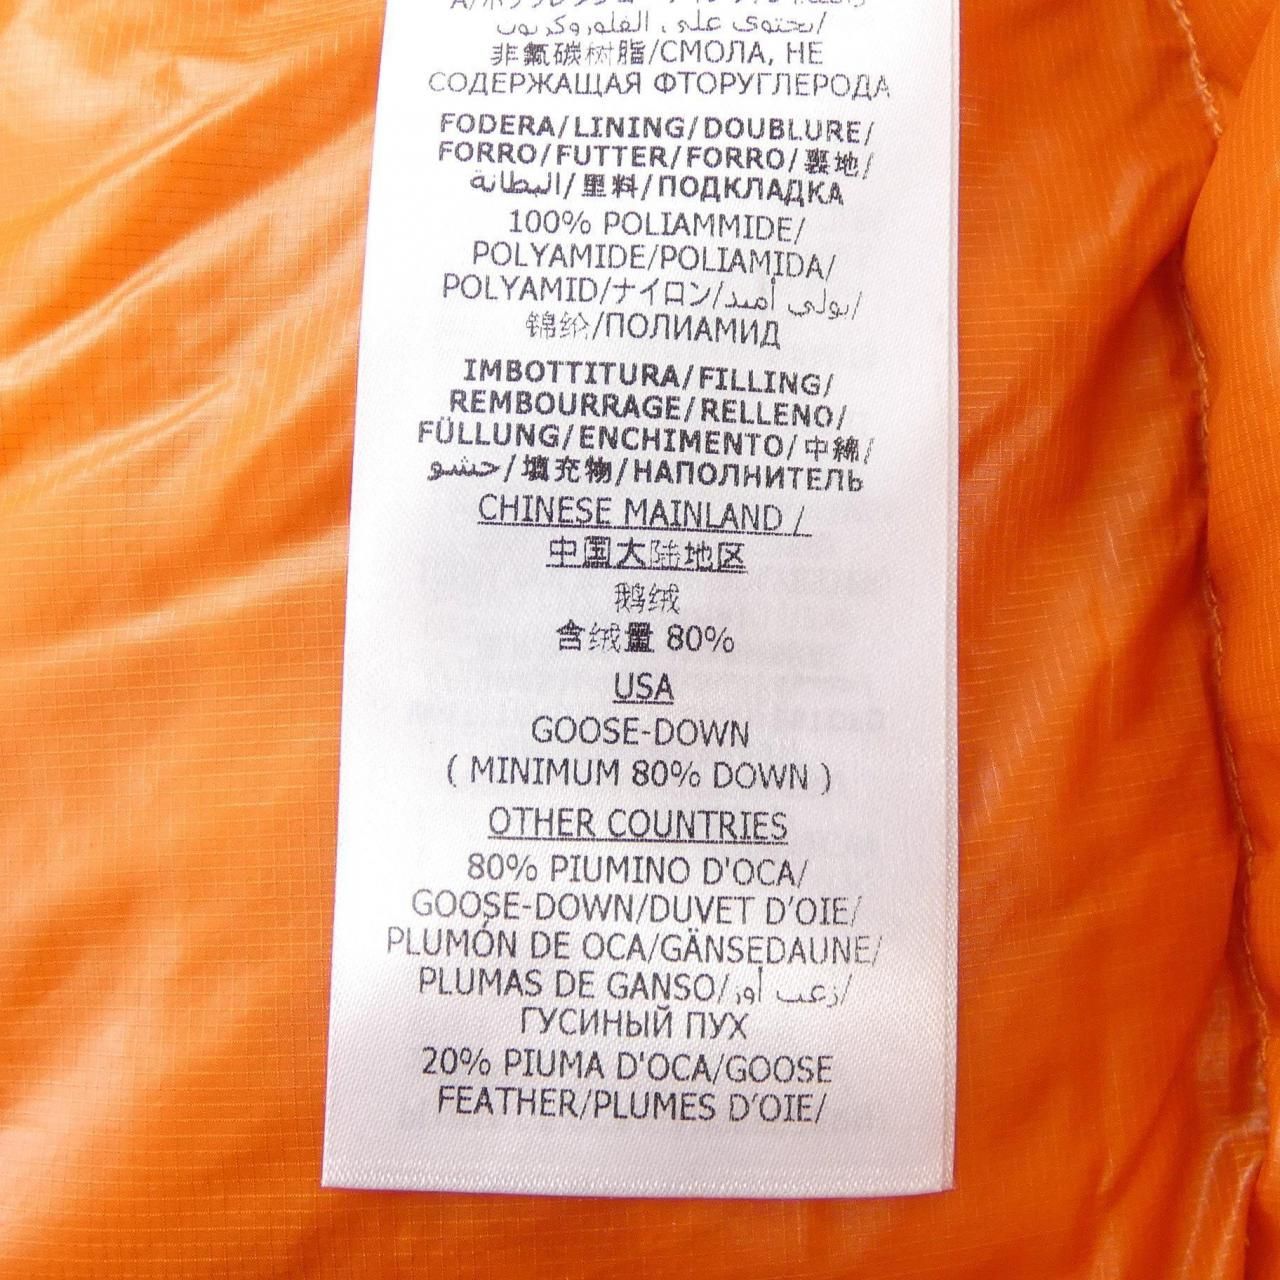 يحتوي على الفلوروكربون/
非氟碳树脂/СМОЛА, НЕ
СОДЕРЖАЩАЯ ФТОРУГЛЕРОДА
FODERA/LINING/DOUBLURE/
FORRO/FUTTER/FORRO/裏地/
البطانة/里料/ПОДКЛАДКА
100% POLIAMMIDE/
POLYAMIDE/POLIAMIDA/
POLYAMID/ナイロン/بولي أميد/
锦纶/ПОЛИАМИД
IMBOTTITURA/FILLING/
REMBOURRAGE/RELLENO/
FÜLLUNG/ENCHIMENTO/中綿/
حشو/填充物/НАПОЛНИТЕЛЬ
CHINESE MAINLAND /
中国大陆地区
鹅绒
含绒量 80%
USA
GOOSE-DOWN
( MINIMUM 80% DOWN )
OTHER COUNTRIES
80% PIUMINO D'OCA/
GOOSE-DOWN/DUVET D'OIE/
PLUMÓN DE OCA/GÄNSEDAUNE/
PLUMAS DE GANSO/زغب أوز/
ГУСИНЫЙ ПУХ
20% PIUMA D'OCA/GOOSE
FEATHER/PLUMES D'OIE/